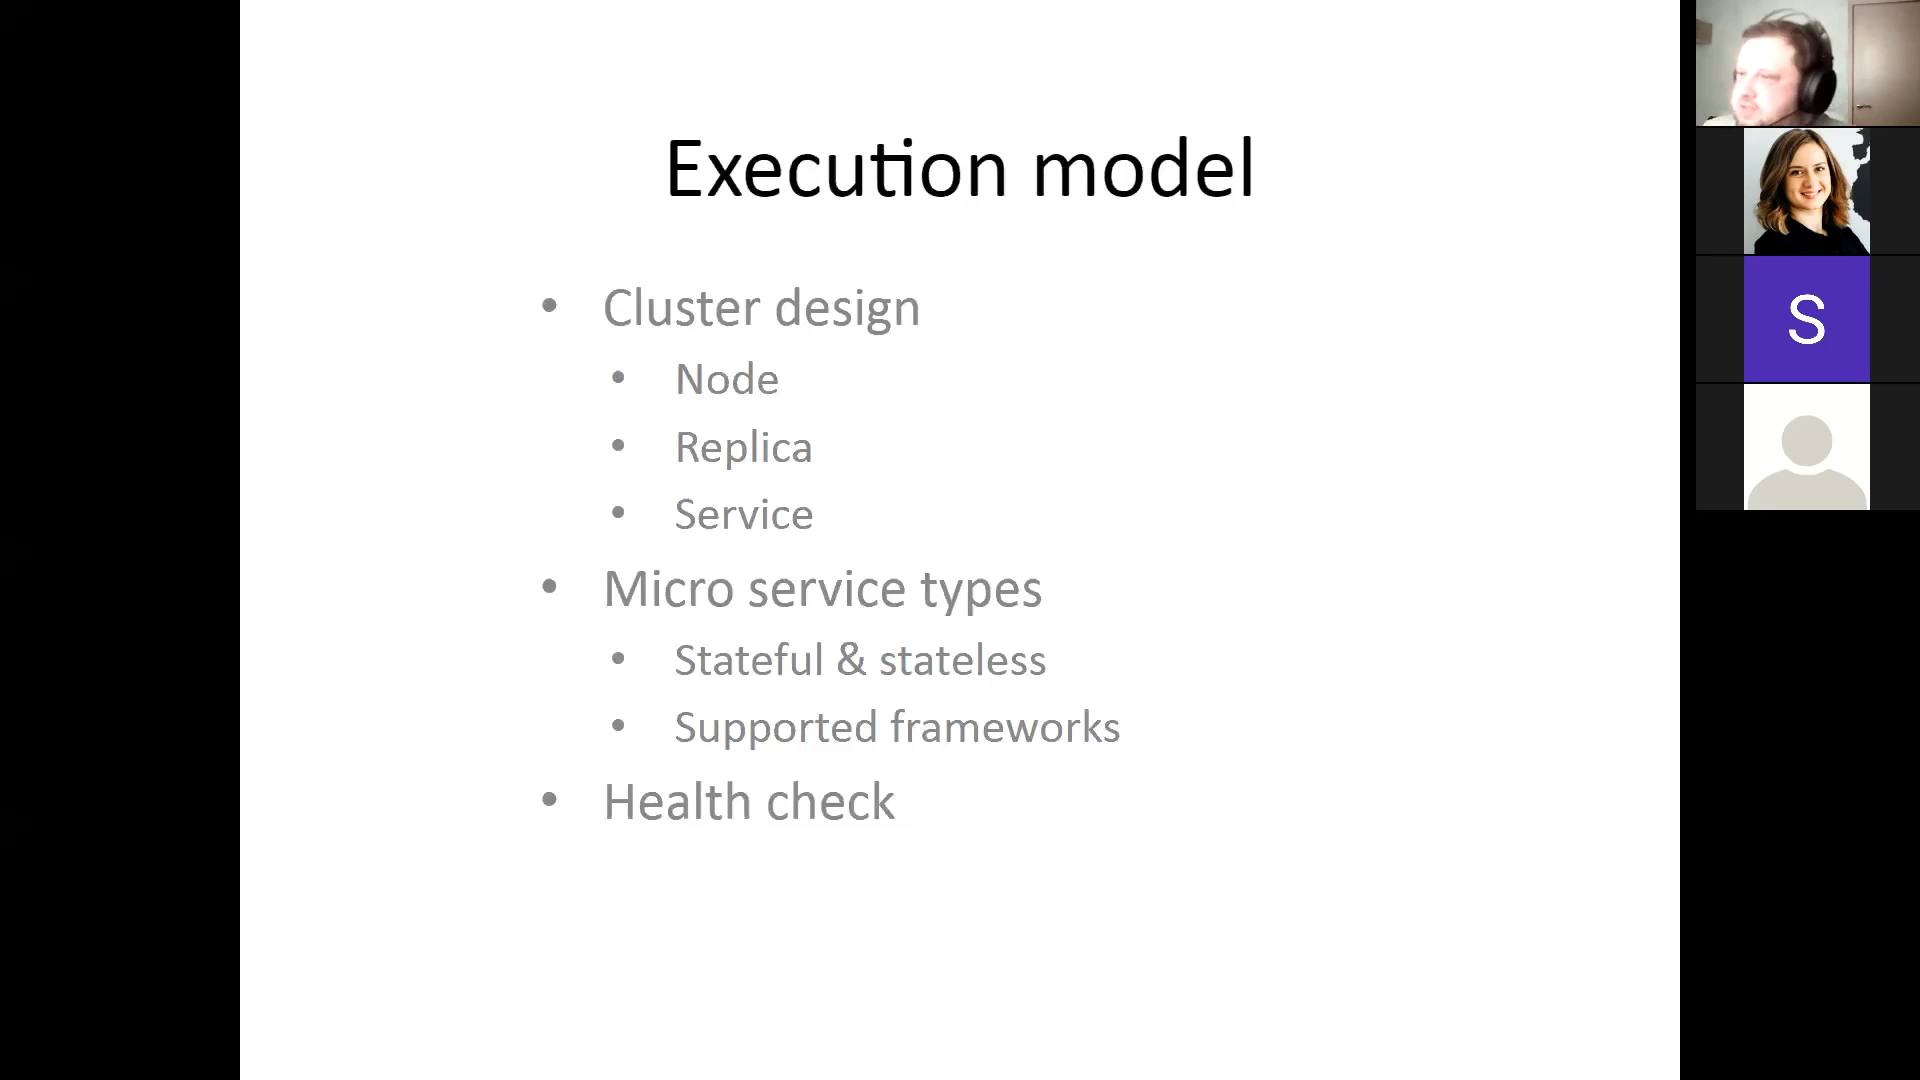 Execution model
• Cluster design
• Node
• Replica
• Service
• Micro service types
• Stateful & stateless
• Supported frameworks
• Health check
S